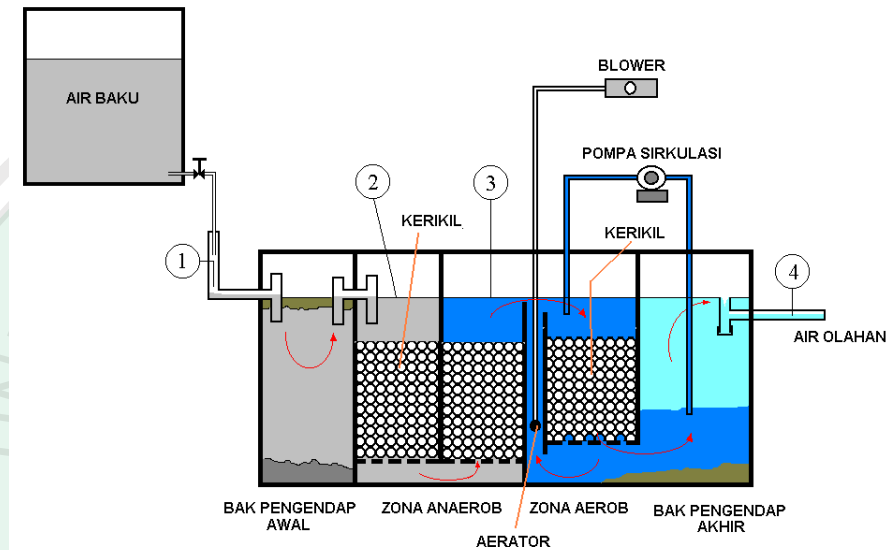 AIR BAKU
BLOWER
POMPA SIRKULASI
1
2
3
KERIKIL
KERIKIL
4
AIR OLAHAN
BAK PENGENDAP
AWAL
ZONA ANAEROB
ZONA AEROB
BAK PENGENDAP
AKHIR
AERATOR